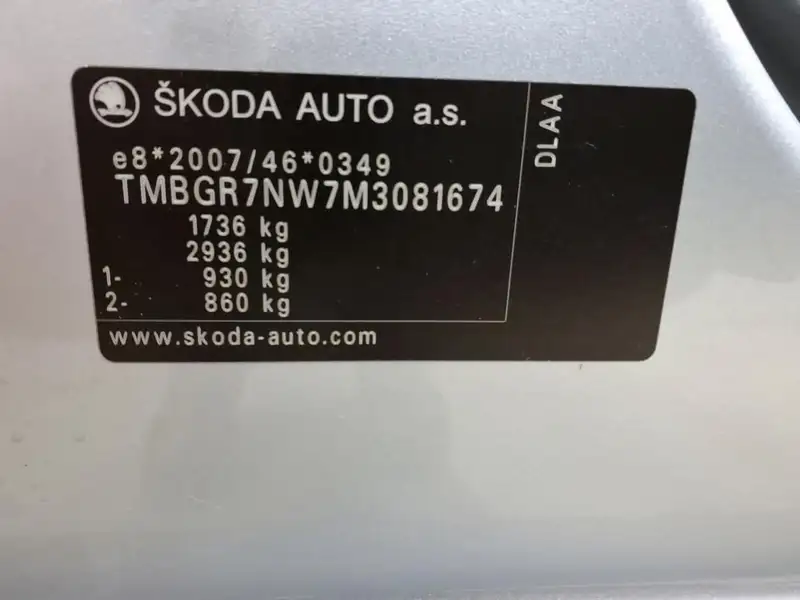 ŠKODA AUTO a.s.
DLAA
e8*2007/46*0349
TMBGR7NW7M3081674
1736 kg
2936 kg
1- 930 kg
2- 860 kg
www.skoda-auto.com